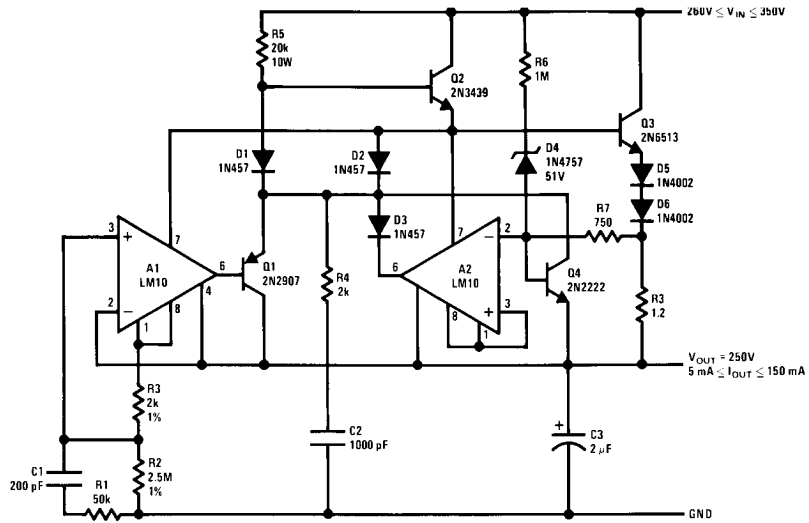 260V ≤ VIN ≤ 350V
R5
20k
10W
Q2
2N3439
R6
1M
Q3
2N6513
D1
1N457
D2
1N457
D4
1N4757
51V
D5
1N4002
D6
1N4002
R7
750
3
+
7
A1
LM10
6
2
−
1
8
4
Q1
2N2907
D3
1N457
R4
2k
6
7
A2
LM10
2
−
8
1
+
3
Q4
2N2222
R3
1.2
VOUT = 250V
5 mA ≤ IOUT ≤ 150 mA
R3
2k
1%
C1
200 pF
R1
50k
R2
2.5M
1%
C2
1000 pF
+
C3
2 μF
GND